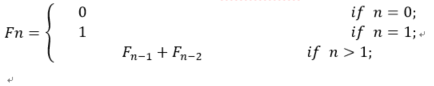 0 if n = 0;
Fn = { 1 if n = 1;
F_{n−1} + F_{n−2} if n > 1;